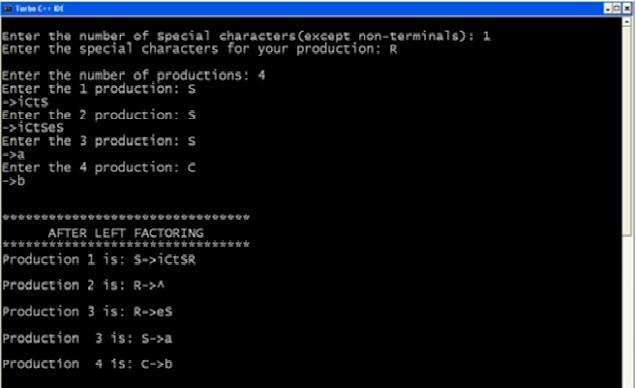 Turbo C++ IDE
Enter the number of Special characters(except non-terminals): 1
Enter the special characters for your production: R
Enter the number of productions: 4
Enter the 1 production: S
->iCtS
Enter the 2 production: S
->iCtSeS
Enter the 3 production: S
->a
Enter the 4 production: C
->b
********************************
AFTER LEFT FACTORING
********************************
Production 1 is: S->iCtSR
Production 2 is: R->^
Production 3 is: R->eS
Production  3 is: S->a
Production  4 is: C->b